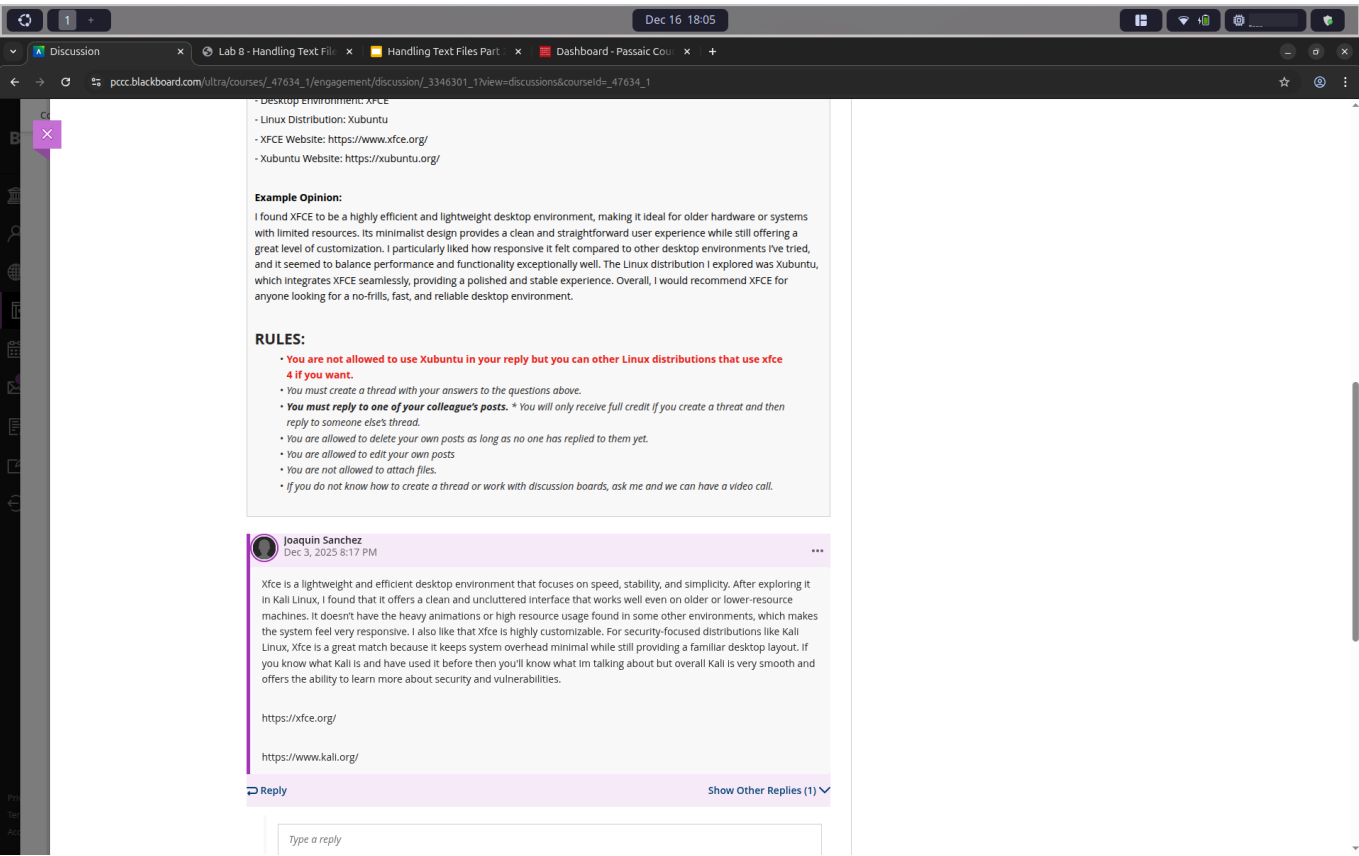 1 +
Dec 16 18:05
Discussion
Lab 8 - Handling Text File
Handling Text Files Part
Dashboard - Passaic Cou
pccc.blackboard.com/ultra/courses/_47634_1/engagement/discussion/_3346301_1?view=discussions&courseId=_47634_1
- Desktop Environment: XFCE
- Linux Distribution: Xubuntu
- XFCE Website: https://www.xfce.org/
- Xubuntu Website: https://xubuntu.org/
Example Opinion:
I found XFCE to be a highly efficient and lightweight desktop environment, making it ideal for older hardware or systems
with limited resources. Its minimalist design provides a clean and straightforward user experience while still offering a
great level of customization. I particularly liked how responsive it felt compared to other desktop environments I've tried,
and it seemed to balance performance and functionality exceptionally well. The Linux distribution I explored was Xubuntu,
which integrates XFCE seamlessly, providing a polished and stable experience. Overall, I would recommend XFCE for
anyone looking for a no-frills, fast, and reliable desktop environment.
RULES:
• You are not allowed to use Xubuntu in your reply but you can other Linux distributions that use xfce
4 if you want.
• You must create a thread with your answers to the questions above.
• You must reply to one of your colleague's posts. * You will only receive full credit if you create a threat and then
reply to someone else's thread.
• You are allowed to delete your own posts as long as no one has replied to them yet.
• You are allowed to edit your own posts
• You are not allowed to attach files.
• If you do not know how to create a thread or work with discussion boards, ask me and we can have a video call.
Joaquin Sanchez
Dec 3, 2025 8:17 PM
Xfce is a lightweight and efficient desktop environment that focuses on speed, stability, and simplicity. After exploring it
in Kali Linux, I found that it offers a clean and uncluttered interface that works well even on older or lower-resource
machines. It doesn't have the heavy animations or high resource usage found in some other environments, which makes
the system feel very responsive. I also like that Xfce is highly customizable. For security-focused distributions like Kali
Linux, Xfce is a great match because it keeps system overhead minimal while still providing a familiar desktop layout. If
you know what Kali is and have used it before then you'll know what Im talking about but overall Kali is very smooth and
offers the ability to learn more about security and vulnerabilities.
https://xfce.org/
https://www.kali.org/
Reply
Show Other Replies (1)
Type a reply